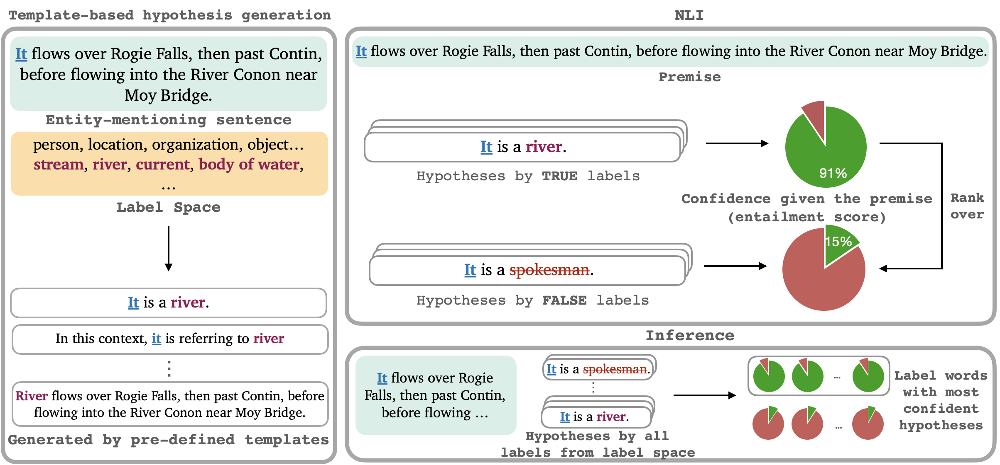 Template-based hypothesis generation
It flows over Rogie Falls, then past Contin,
before flowing into the River Conon near
Moy Bridge.
Entity-mentioning sentence
person, location, organization, object…
stream, river, current, body of water,
…
Label Space
It is a river.
In this context, it is referring to river
⋮
River flows over Rogie Falls, then past Contin, before
flowing into the River Conon near Moy Bridge.
Generated by pre-defined templates
NLI
It flows over Rogie Falls, then past Contin, before flowing into the River Conon near Moy Bridge.
Premise
It is a river.
Hypotheses by TRUE labels
91%
Confidence given the premise
(entailment score)
Rank
over
15%
It is a spokesman.
Hypotheses by FALSE labels
Inference
It flows over Rogie
Falls, then past Contin,
before flowing …
It is a spokesman.
⋮
It is a river.
Hypotheses by all
labels from label space
…
…
Label words
with most
confident
hypotheses